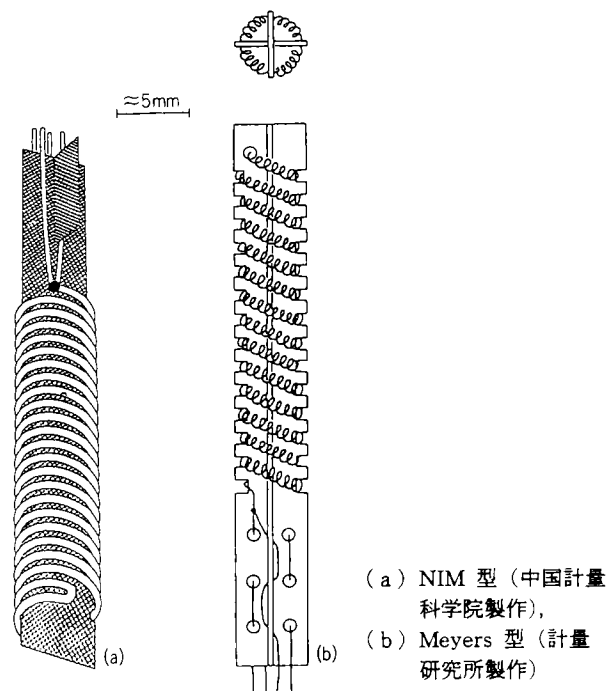 ≈5mm
(a)
(b)
(a) NIM 型（中国計量
科学院製作），
(b) Meyers 型（計量
研究所製作）